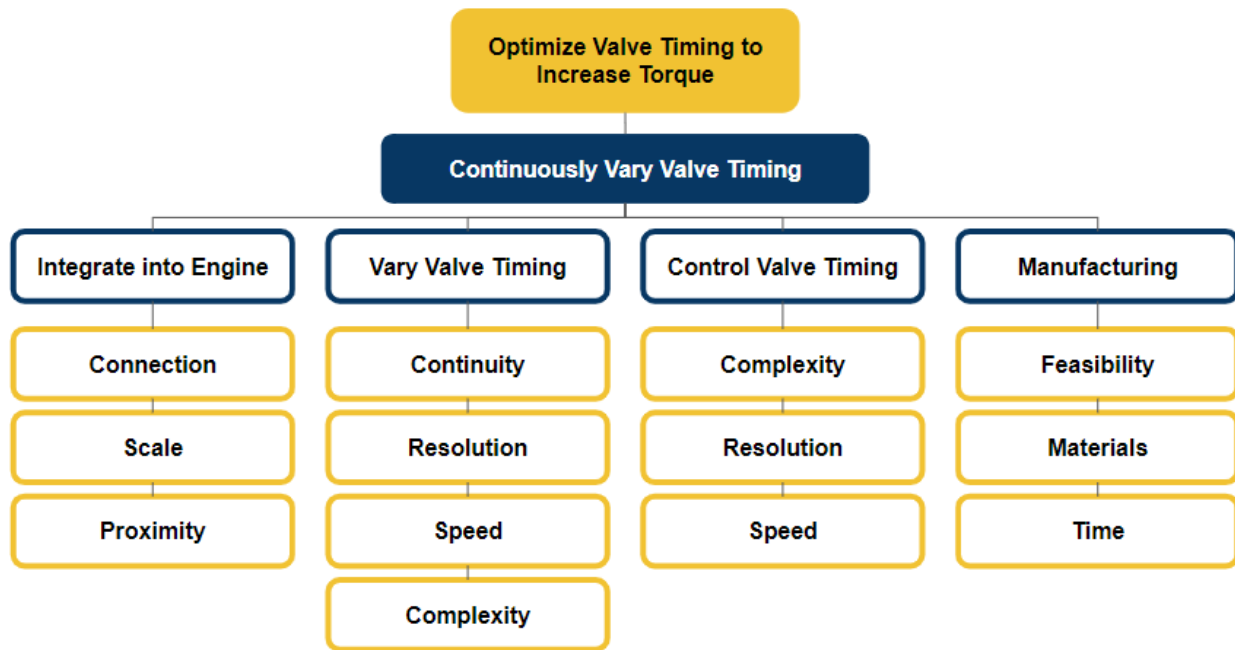 Optimize Valve Timing to
Increase Torque
Continuously Vary Valve Timing
Integrate into Engine
Vary Valve Timing
Control Valve Timing
Manufacturing
Connection
Continuity
Complexity
Feasibility
Scale
Resolution
Resolution
Materials
Proximity
Speed
Speed
Time
Complexity